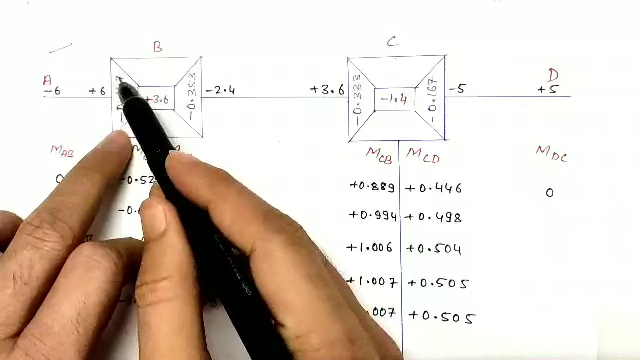 B C
A D
-6 +6 +3.6 -0.353 -2.4 +3.6 -0.333 -1.4 -0.167 -5 +5
MAB MCB MCD MDC
0 -0.52 +0.889 +0.446 0
+0.994 +0.498
+1.006 +0.504
+1.007 +0.505
.007 +0.505